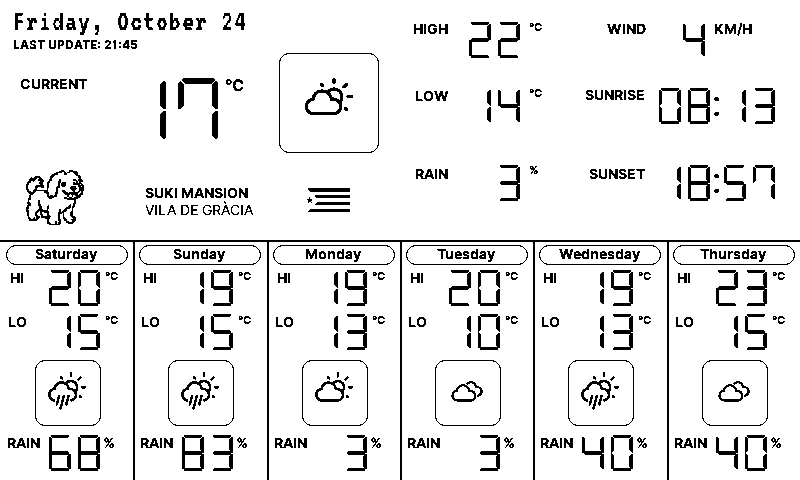 Friday, October 24
LAST UPDATE: 21:45
CURRENT 17 °C
HIGH 22 °C
WIND 4 KM/H
LOW 14 °C
SUNRISE 08:13
RAIN 3 %
SUNSET 18:57
SUKI MANSION
VILA DE GRÀCIA
Saturday
HI 20 °C
LO 15 °C
RAIN 68 %
Sunday
HI 19 °C
LO 15 °C
RAIN 83 %
Monday
HI 19 °C
LO 13 °C
RAIN 3 %
Tuesday
HI 20 °C
LO 10 °C
RAIN 3 %
Wednesday
HI 19 °C
LO 13 °C
RAIN 40 %
Thursday
HI 23 °C
LO 15 °C
RAIN 40 %